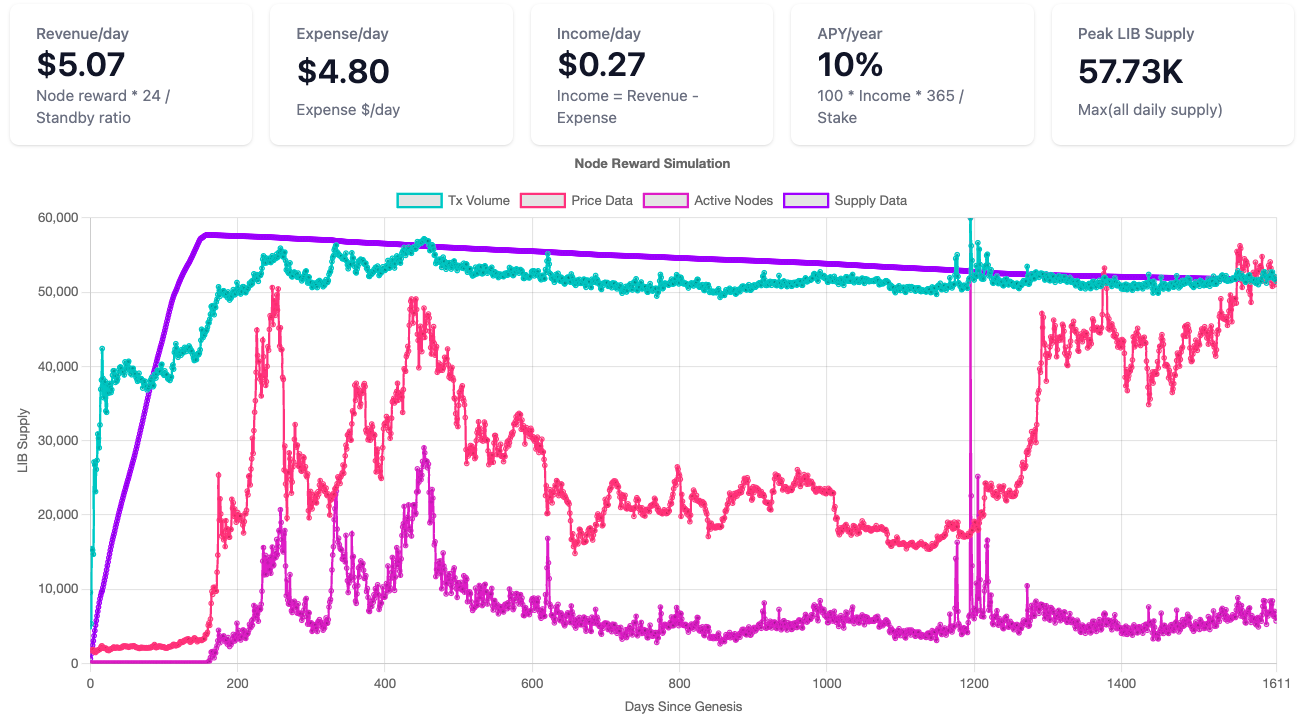 Revenue/day
$5.07
Node reward * 24 /
Standby ratio
Expense/day
$4.80
Expense $/day
Income/day
$0.27
Income = Revenue -
Expense
APY/year
10%
100 * Income * 365 /
Stake
Peak LIB Supply
57.73K
Max(all daily supply)
Node Reward Simulation
Tx Volume Price Data Active Nodes Supply Data
60,000
50,000
40,000
30,000
20,000
10,000
0
LIB Supply
0 200 400 600 800 1000 1200 1400 1611
Days Since Genesis